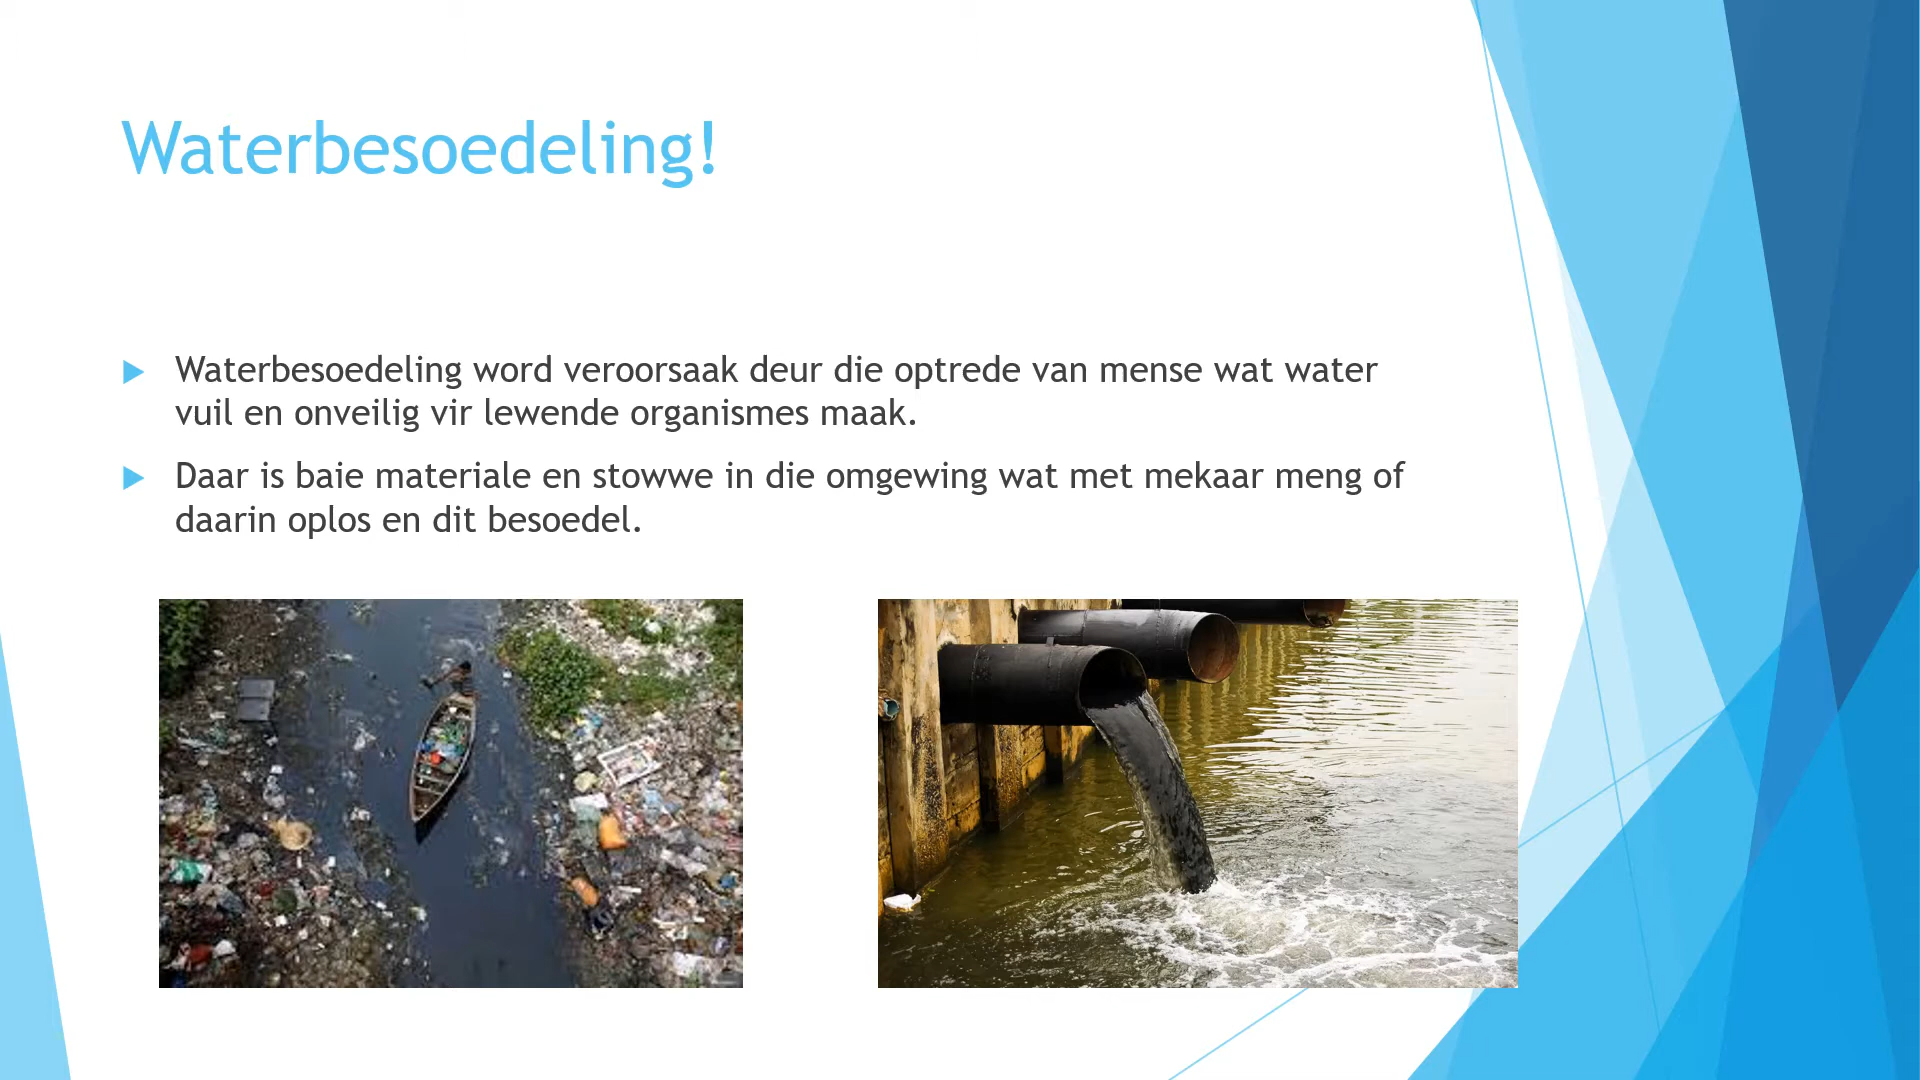 Waterbesoedeling!
Waterbesoedeling word veroorsaak deur die optrede van mense wat water
vuil en onveilig vir lewende organismes maak.
Daar is baie materiale en stowwe in die omgewing wat met mekaar meng of
daarin oplos en dit besoedel.